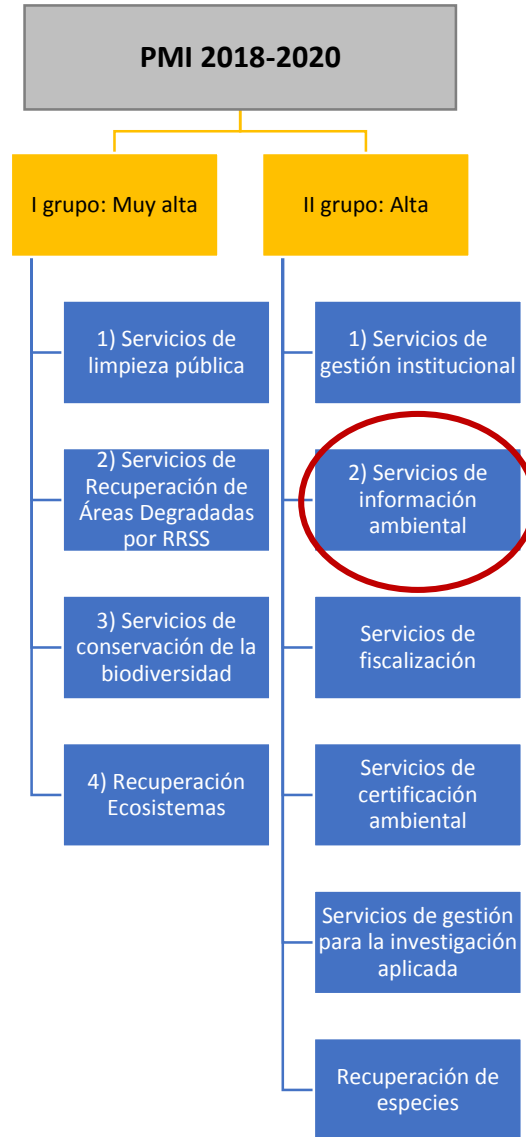 PMI 2018-2020
I grupo: Muy alta
1) Servicios de
limpieza pública
2) Servicios de
Recuperación de
Áreas Degradadas
por RRSS
3) Servicios de
conservación de la
biodiversidad
4) Recuperación
Ecosistemas
II grupo: Alta
1) Servicios de
gestión institucional
2) Servicios de
información
ambiental
Servicios de
fiscalización
Servicios de
certificación
ambiental
Servicios de gestión
para la investigación
aplicada
Recuperación de
especies